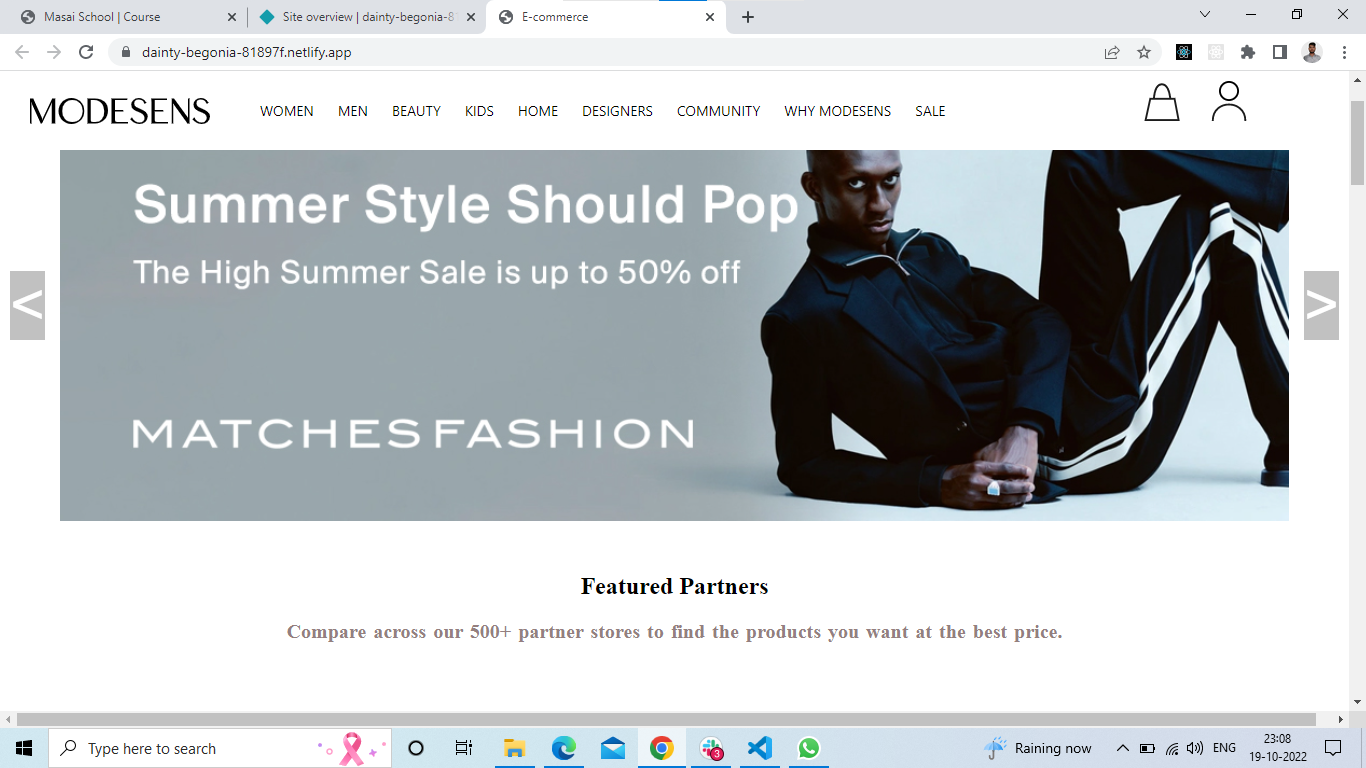 Masai School | Course
Site overview | dainty-begonia-81
E-commerce
dainty-begonia-81897f.netlify.app
MODESENS
WOMEN MEN BEAUTY KIDS HOME DESIGNERS COMMUNITY WHY MODESENS SALE
Summer Style Should Pop
The High Summer Sale is up to 50% off
< >
MATCHESFASHION
Featured Partners
Compare across our 500+ partner stores to find the products you want at the best price.
Type here to search
3
Raining now
ENG
23:08
19-10-2022